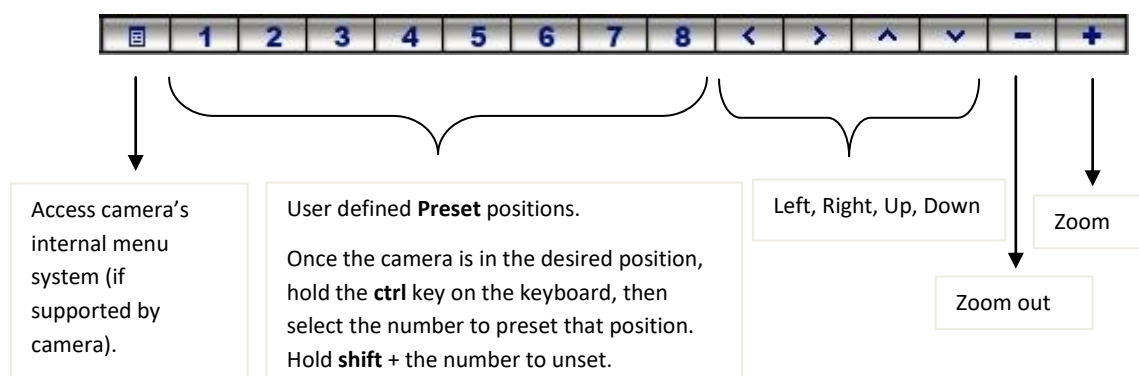 1 2 3 4 5 6 7 8 < > ^ v - +
Access camera’s
internal menu
system (if
supported by
camera).
User defined Preset positions.
Once the camera is in the desired position,
hold the ctrl key on the keyboard, then
select the number to preset that position.
Hold shift + the number to unset.
Left, Right, Up, Down
Zoom out
Zoom